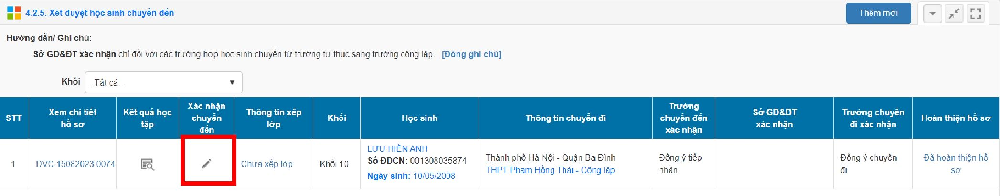 4.2.5. Xét duyệt học sinh chuyển đến
Thêm mới
Hướng dẫn/ Ghi chú:
Sở GD&ĐT xác nhận chỉ đối với các trường hợp học sinh chuyển từ trường tư thục sang trường công lập. [Đóng ghi chú]
Khối --Tất cả--
STT
Xem chi tiết
hồ sơ
Kết quả học
tập
Xác nhận
chuyển
đến
Thông tin xếp
lớp
Khối
Học sinh
Thông tin chuyển đi
Trường
chuyển đến
xác nhận
Sở GD&ĐT
xác nhận
Trường chuyển
đi xác nhận
Hoàn thiện hồ sơ
1
DVC.15082023.0074
Chưa xếp lớp
Khối 10
LƯU HIỀN ANH
Số ĐDCN: 001308035874
Ngày sinh: 10/05/2008
Thành phố Hà Nội - Quận Ba Đình
THPT Phạm Hồng Thái - Công lập
Đồng ý tiếp
nhận
Đồng ý chuyển
đi
Đã hoàn thiện hồ
sơ